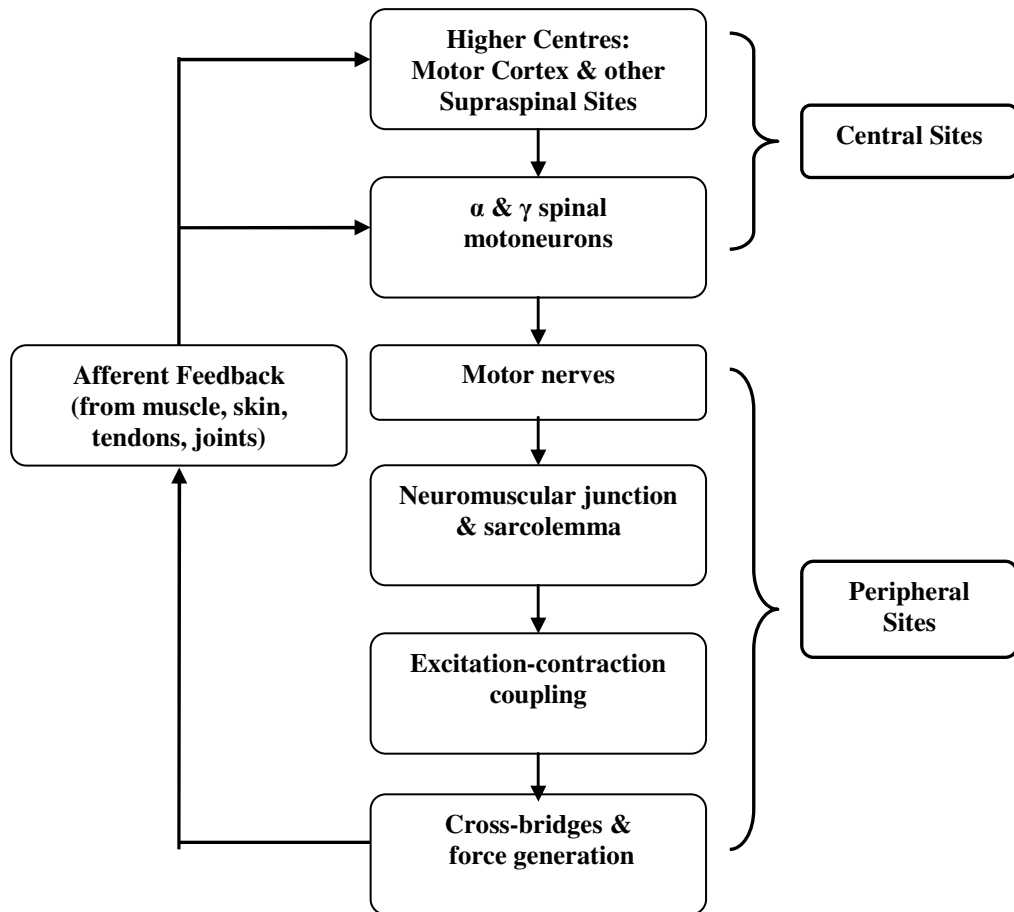 Higher Centres:
Motor Cortex & other
Supraspinal Sites
Central Sites
α & γ spinal
motoneurons
Afferent Feedback
(from muscle, skin,
tendons, joints)
Motor nerves
Neuromuscular junction
& sarcolemma
Peripheral
Sites
Excitation-contraction
coupling
Cross-bridges &
force generation